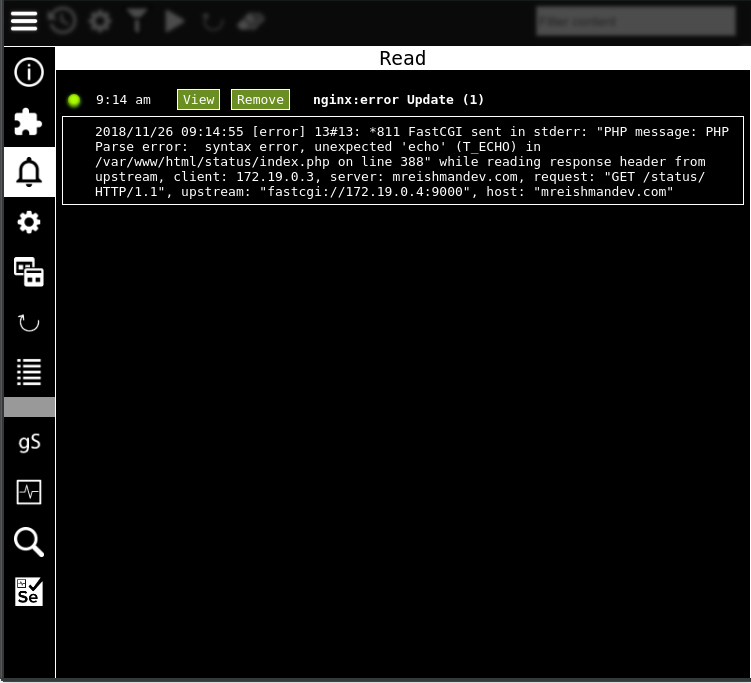 Filter content
Read
9:14 am View Remove nginx:error Update (1)
2018/11/26 09:14:55 [error] 13#13: *811 FastCGI sent in stderr: "PHP message: PHP
Parse error:  syntax error, unexpected 'echo' (T_ECHO) in
/var/www/html/status/index.php on line 388" while reading response header from
upstream, client: 172.19.0.3, server: mreishmandev.com, request: "GET /status/
HTTP/1.1", upstream: "fastcgi://172.19.0.4:9000", host: "mreishmandev.com"
gS
Se